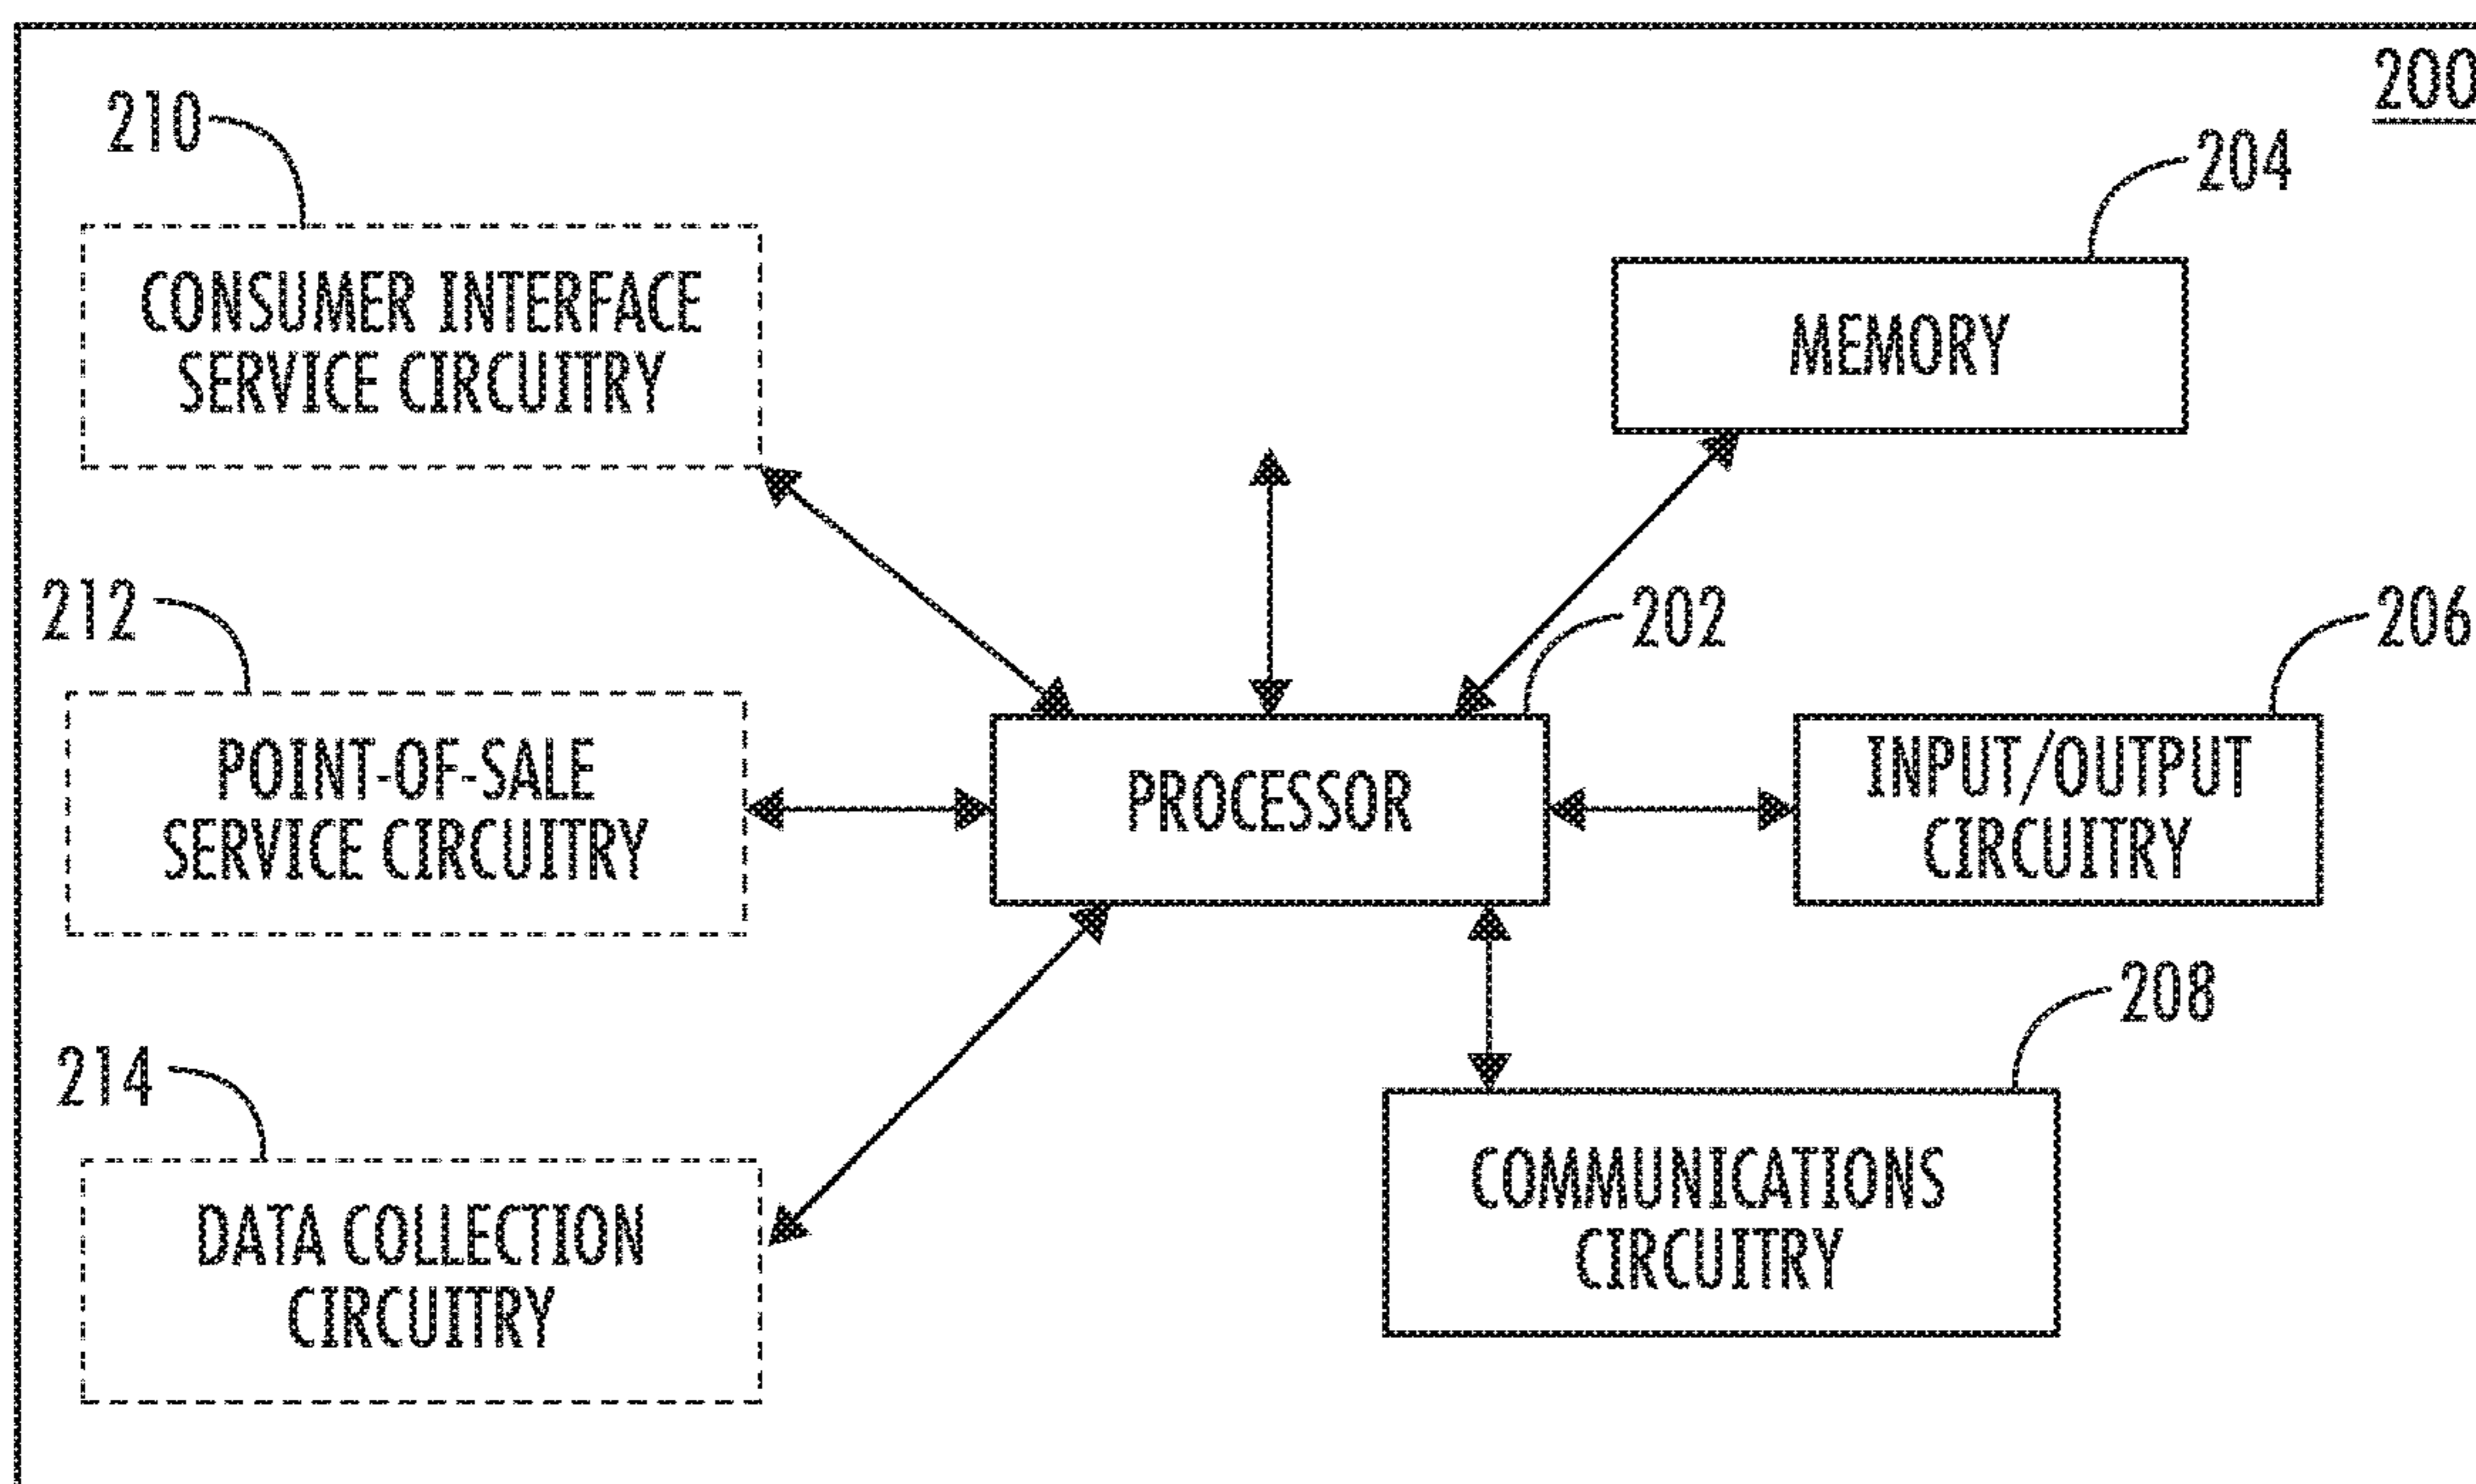 200
210
204
CONSUMER INTERFACE
SERVICE CIRCUITRY
MEMORY
212
202
206
POINT-OF-SALE
SERVICE CIRCUITRY
PROCESSOR
INPUT/OUTPUT
CIRCUITRY
208
214
COMMUNICATIONS
CIRCUITRY
DATA COLLECTION
CIRCUITRY